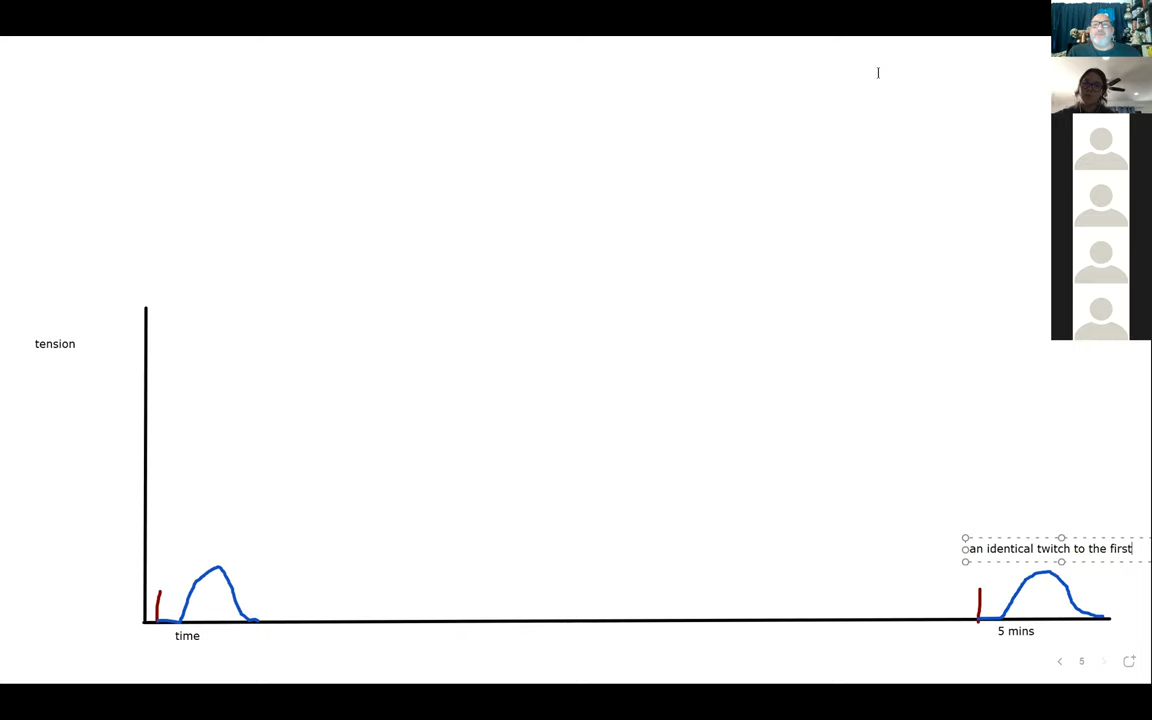 tension
an identical twitch to the first
time
5 mins
5